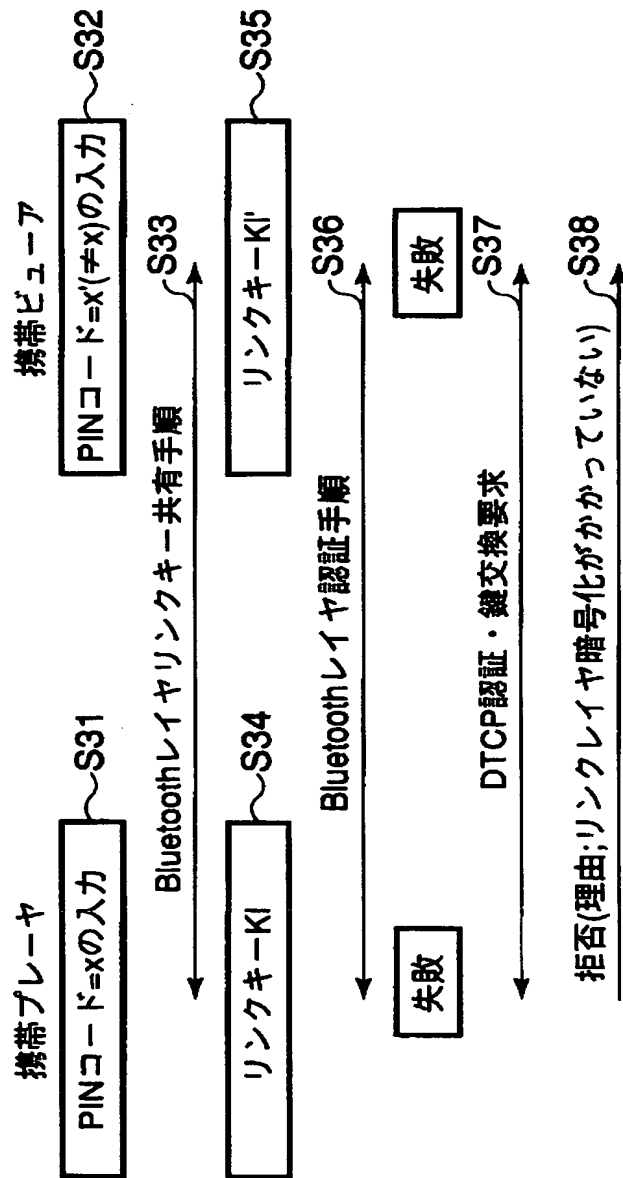 携帯プレーヤ
携帯ビューア
PINコード=xの入力
S31
PINコード=x'(≠x)の入力
S32
Bluetoothレイヤリンクキー共有手順
S33
リンクキーKl
S34
リンクキーKl'
S35
Bluetoothレイヤ認証手順
S36
失敗
失敗
DTCP認証・鍵交換要求
S37
拒否(理由;リンクレイヤ暗号化がかかっていない)
S38